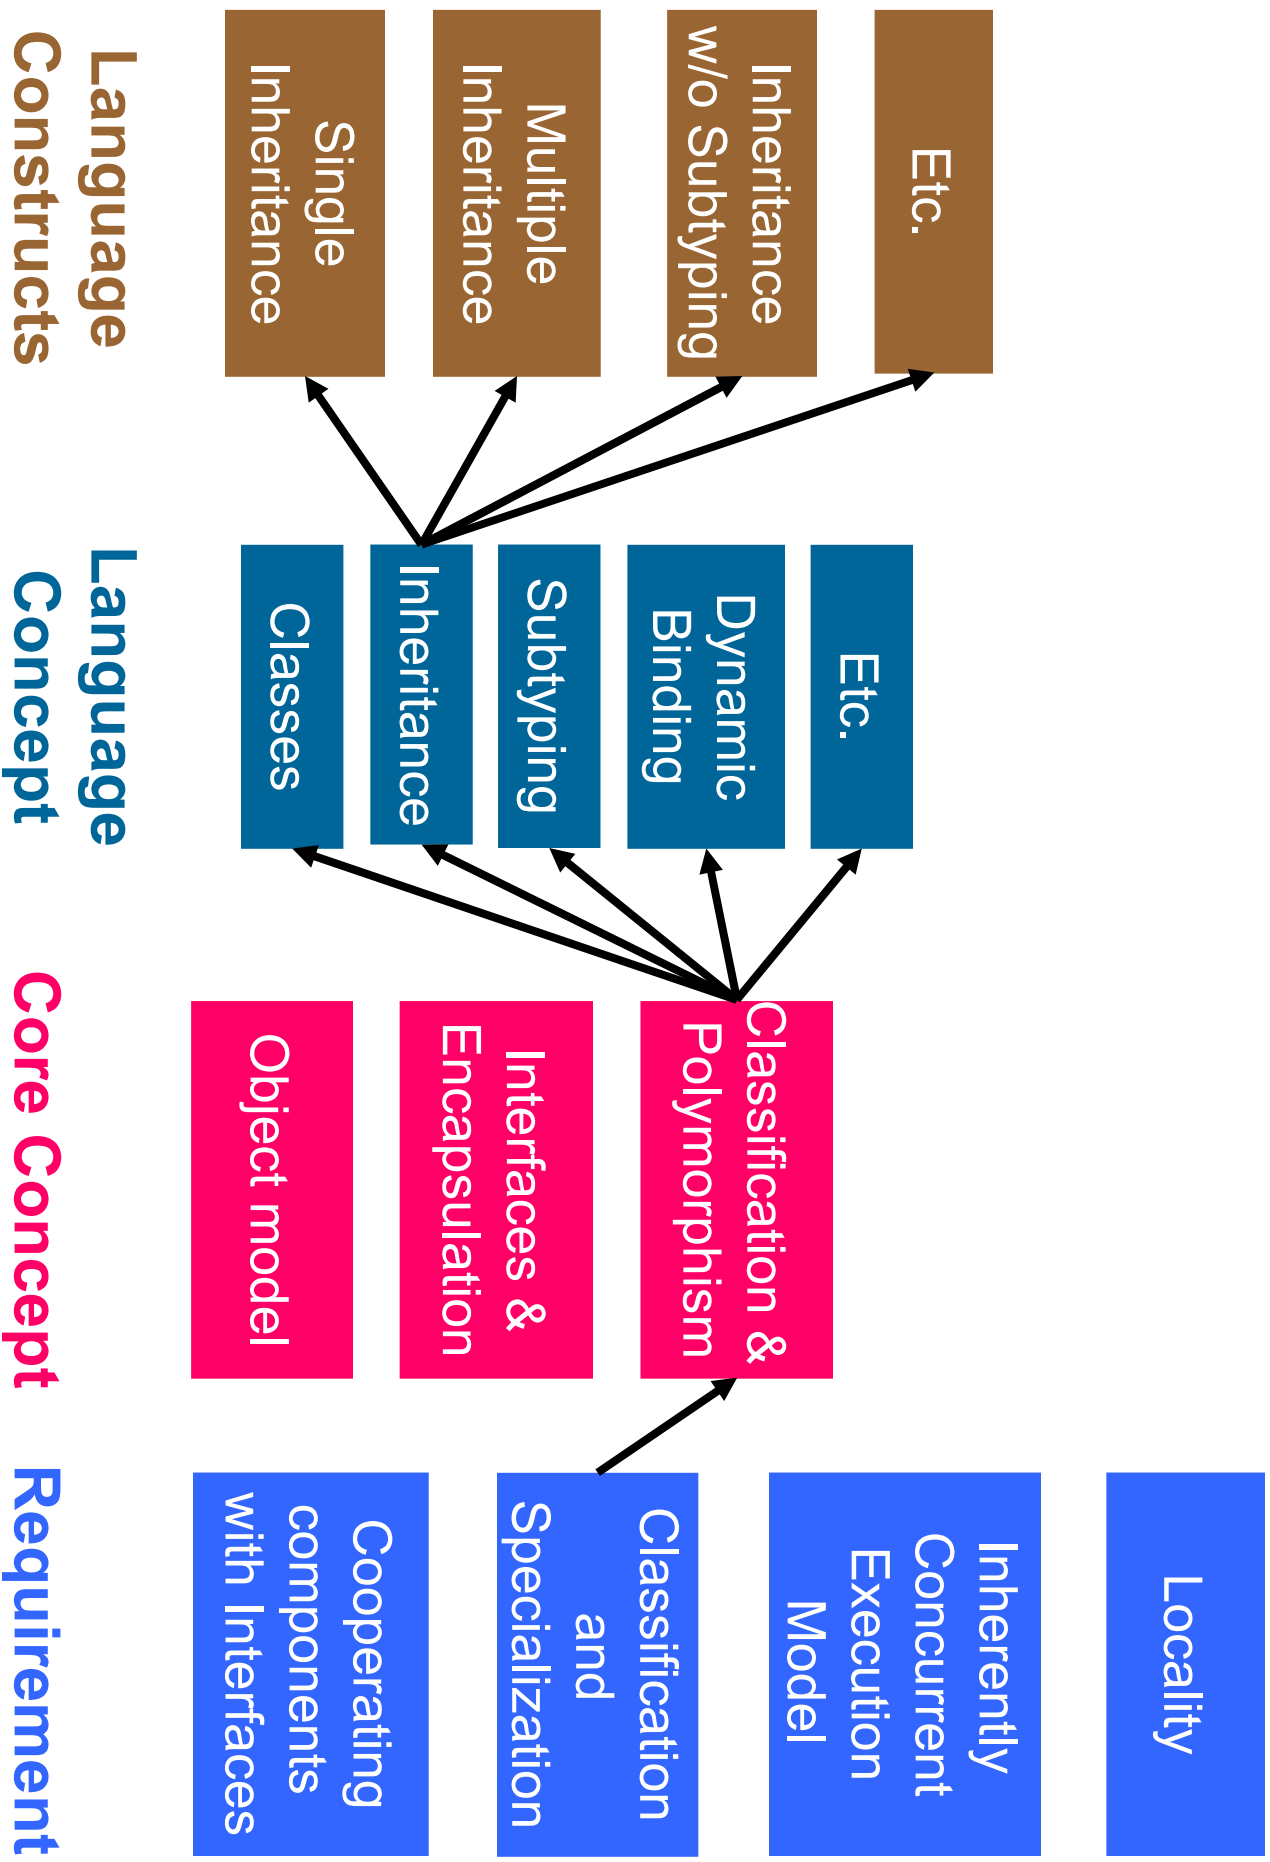 Etc.
Inheritance
w/o Subtyping
Multiple
Inheritance
Single
Inheritance
Language
Constructs
Etc.
Dynamic
Binding
Subtyping
Inheritance
Classes
Language
Concept
Classification &
Polymorphism
Interfaces &
Encapsulation
Object model
Core Concept
Locality
Inherently
Concurrent
Execution
Model
Classification
and
Specialization
Cooperating
components
with Interfaces
Requirement